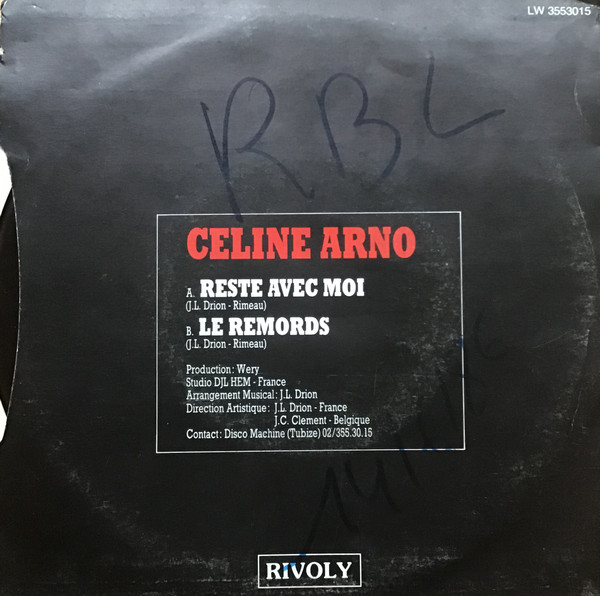 LW 3553015
RBL
CELINE ARNO
A. RESTE AVEC MOI
(J.L. Drion - Rimeau)
B. LE REMORDS
(J.L. Drion - Rimeau)
Production: Wery
Studio DJL HEM - France
Arrangement Musical: J.L. Drion
Direction Artistique: J.L. Drion - France
J.C. Clement - Belgique
Contact: Disco Machine (Tubize) 02/355.30.15
RIVOLY